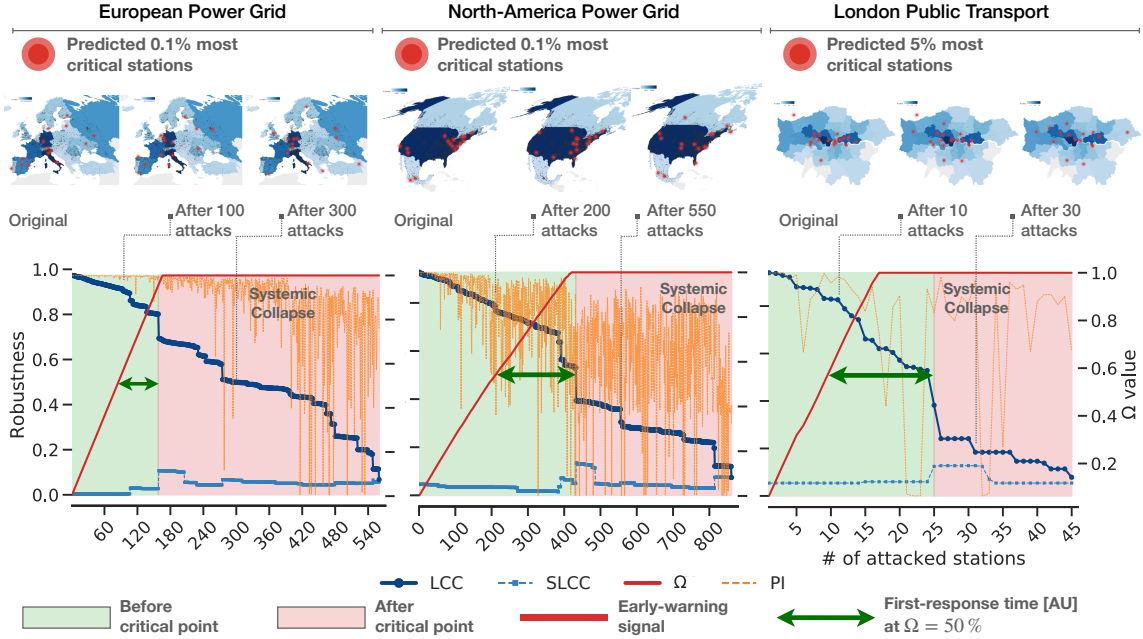 European Power Grid
North-America Power Grid
London Public Transport
Predicted 0.1% most
critical stations
Predicted 0.1% most
critical stations
Predicted 5% most
critical stations
Original
After 100
attacks
After 300
attacks
Original
After 200
attacks
After 550
attacks
Original
After 10
attacks
After 30
attacks
Robustness
1.0
0.8
0.6
0.4
0.2
0.0
Systemic
Collapse
60
120
180
240
300
360
420
480
540
Systemic
Collapse
0
100
200
300
400
500
600
700
800
Systemic
Collapse
1.0
0.8
0.6
0.4
0.2
Ω value
5
10
15
20
25
30
35
40
45
# of attacked stations
LCC
SLCC
Ω
PI
Before
critical point
After
critical point
Early-warning
signal
First-response time [AU]
at Ω = 50 %